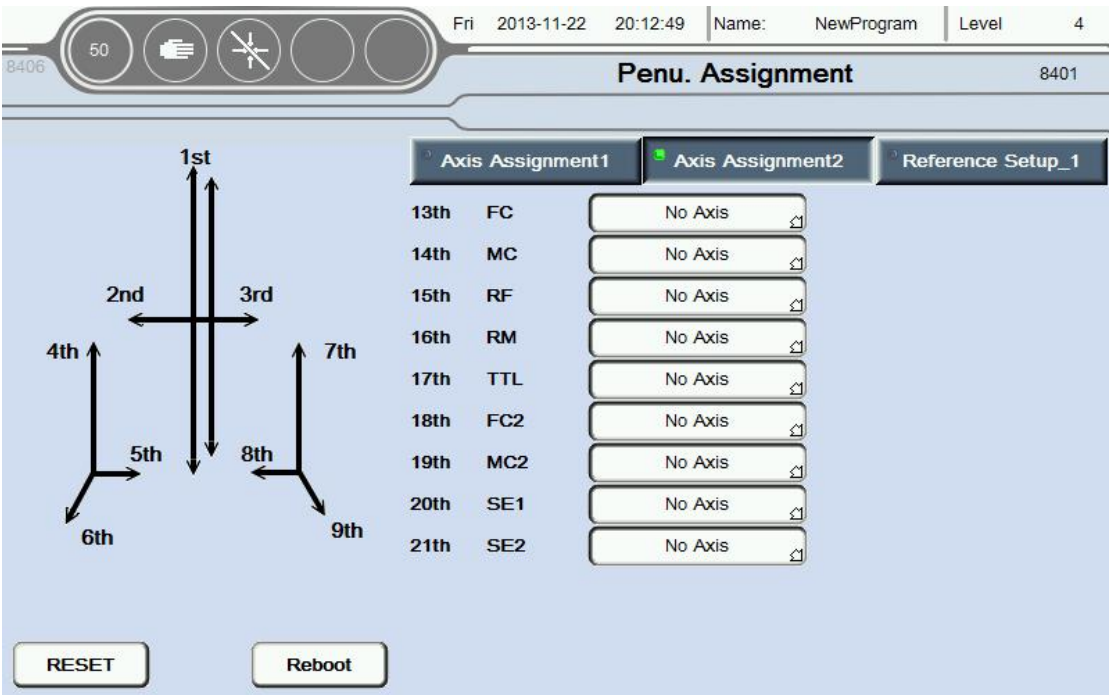 Fri 2013-11-22 20:12:49 Name: NewProgram Level 4
50
8406
Penu. Assignment 8401
Axis Assignment1 Axis Assignment2 Reference Setup_1
1st
2nd 3rd
4th 7th
5th 8th
6th 9th
13th FC No Axis
14th MC No Axis
15th RF No Axis
16th RM No Axis
17th TTL No Axis
18th FC2 No Axis
19th MC2 No Axis
20th SE1 No Axis
21th SE2 No Axis
RESET Reboot